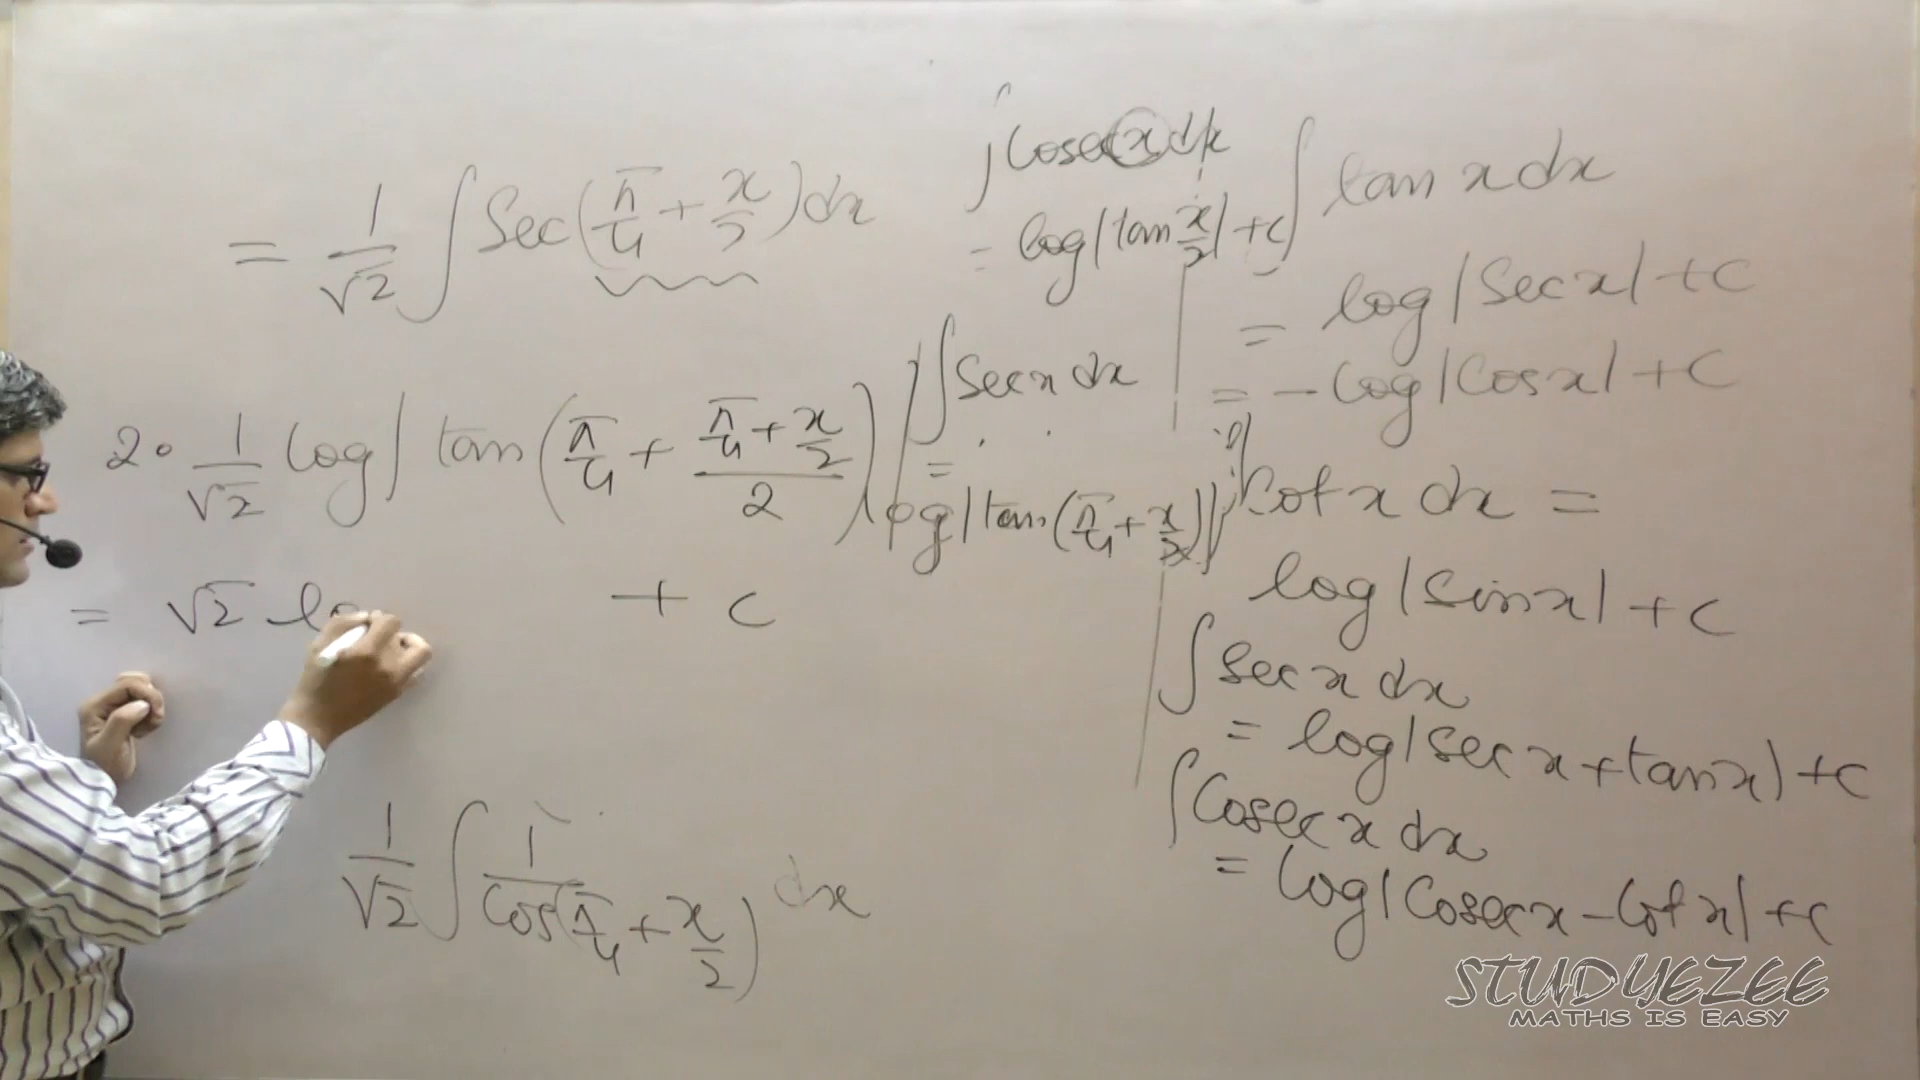 = 1/√2 ∫ Sec(π/4 + x/2) dx
2 · 1/√2 log | tan (π/4 + (π/4 + x/2)/2) |
= √2 lo + c
1/√2 ∫ 1/Cos(π/4 + x/2) dx
∫ Cosec x dx
= log|tan x/2| + c
∫ Sec x dx
=
log|tan (π/4 + x/2)|
∫ tan x dx
= log |Sec x| + c
= - log |Cos x| + c
∫ Cot x dx =
log |Sin x| + c
∫ Sec x dx
= log |Sec x + tan x| + c
∫ Cosec x dx
= log |Cosec x - Cot x| + c
STUDYEZEE
MATHS IS EASY